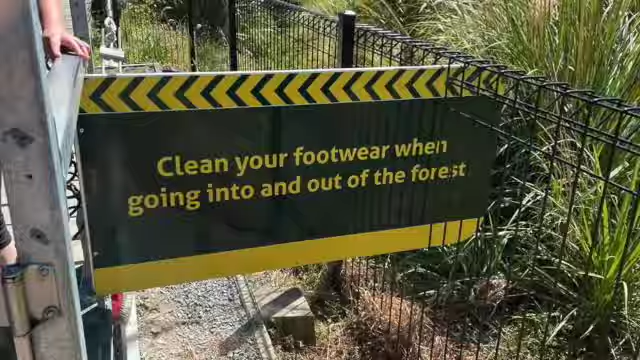 Clean your footwear when
going into and out of the forest